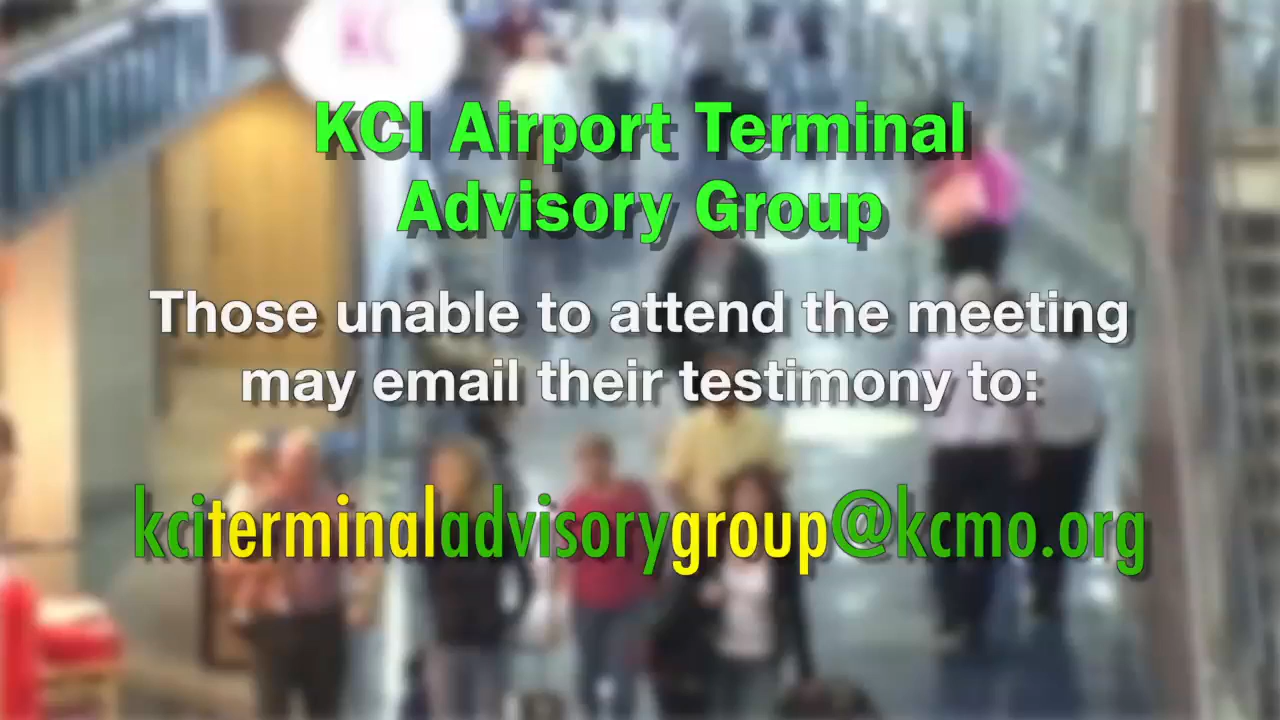 KC
KCI Airport Terminal
Advisory Group
Those unable to attend the meeting
may email their testimony to:
kciterminaladvisorygroup@kcmo.org